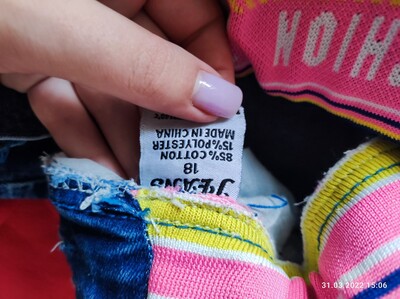 JEANS
18
85% COTTON
15% POLYESTER
MADE IN CHINA
HION
31.03.2022 15:06